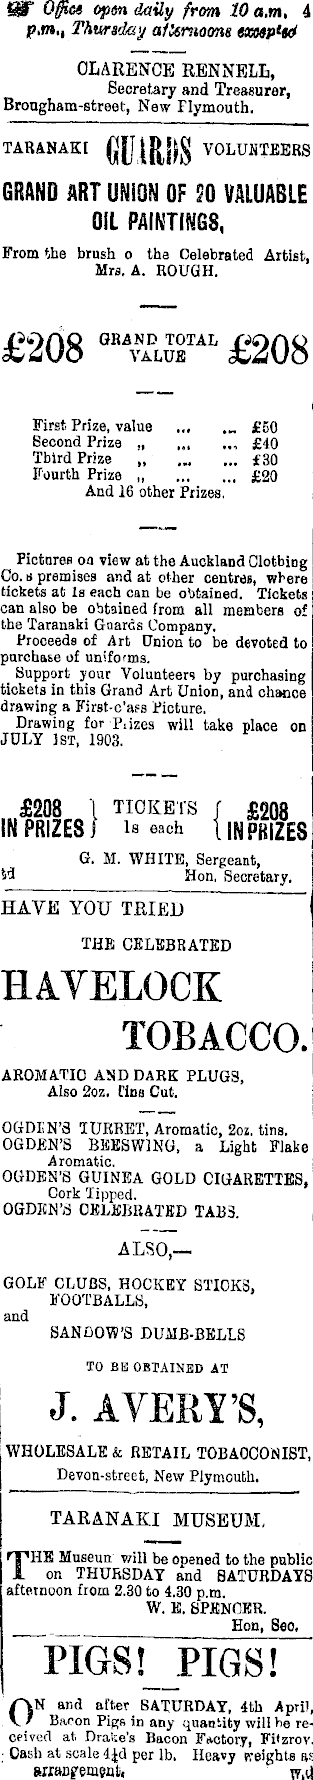 ☞ Office open daily from 10 a.m. 4
p.m., Thursday afternoons excepted
CLARENCE RENNELL,
Secretary and Treasurer,
Brougham-street, New Plymouth.
TARANAKI GUARDS VOLUNTEERS
GRAND ART UNION OF 20 VALUABLE
OIL PAINTINGS,
From the brush o the Celebrated Artist,
Mrs. A. ROUGH.
£208 GRAND TOTAL VALUE £208
First Prize, value ... ... £50
Second Prize „ ... ... £40
Third Prize „ ... ... £30
Fourth Prize „ ... ... £20
And 16 other Prizes.
Pictures on view at the Auckland Clothing
Co.s premises and at other centres, where
tickets at 1s each can be obtained. Tickets
can also be obtained from all members of
the Taranaki Guards Company.
Proceeds of Art Union to be devoted to
purchase of uniforms.
Support your Volunteers by purchasing
tickets in this Grand Art Union, and chance
drawing a First-class Picture.
Drawing for Prizes will take place on
JULY 1ST, 1903.
£208 } TICKETS { £208
IN PRIZES } 1s each { IN PRIZES
G. M. WHITE, Sergeant,
Hon. Secretary.
HAVE YOU TRIED
THE CELEBRATED
HAVELOCK
TOBACCO.
AROMATIC AND DARK PLUGS,
Also 2oz. Fine Cut.
OGDEN'S TURRET, Aromatic, 2oz. tins.
OGDEN'S BEESWING, a Light Flake
Aromatic.
OGDEN'S GUINEA GOLD CIGARETTES,
Cork Tipped.
OGDEN'S CELEBRATED TABS.
ALSO,—
GOLF CLUBS, HOCKEY STICKS,
FOOTBALLS,
and
SANDOW'S DUMB-BELLS
TO BE OBTAINED AT
J. AVERY'S,
WHOLESALE & RETAIL TOBACCONIST,
Devon-street, New Plymouth.
TARANAKI MUSEUM.
THE Museum will be opened to the public
on THURSDAY and SATURDAYS
afternoon from 2.30 to 4.30 p.m.
W. E. SPENCER.
Hon, Sec.
PIGS! PIGS!
ON and after SATURDAY, 4th April,
Bacon Pigs in any quantity will be re-
ceived at Drake's Bacon Factory, Fitzroy.
Cash at scale 4½d per lb. Heavy weights as
arrangement.